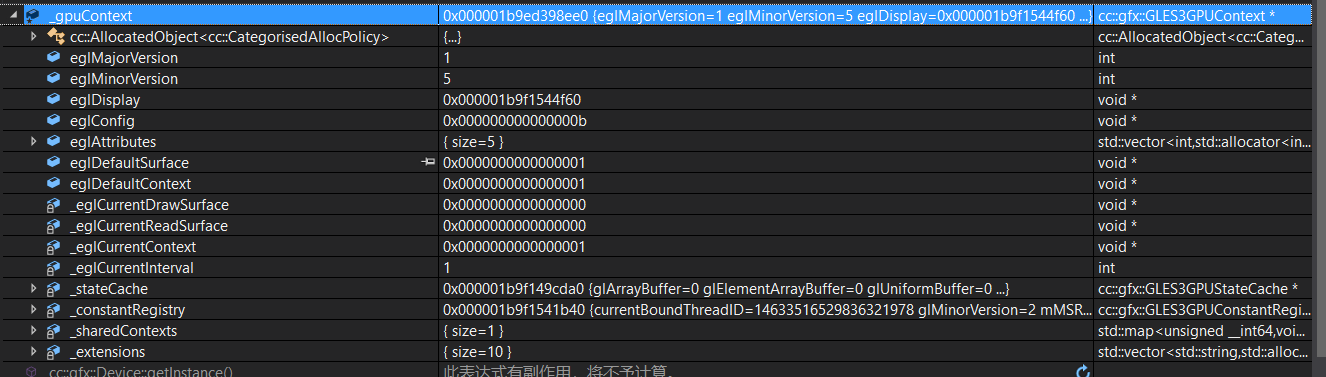 _gpuContext 0x000001b9ed398ee0 {eglMajorVersion=1 eglMinorVersion=5 eglDisplay=0x000001b9f1544f60 ...} cc::gfx::GLES3GPUContext *
cc::AllocatedObject<cc::CategorisedAllocPolicy> {...} cc::AllocatedObject<cc::Categ...
eglMajorVersion 1 int
eglMinorVersion 5 int
eglDisplay 0x000001b9f1544f60 void *
eglConfig 0x000000000000000b void *
eglAttributes { size=5 } std::vector<int,std::allocator<in...
eglDefaultSurface 0x0000000000000001 void *
eglDefaultContext 0x0000000000000001 void *
_eglCurrentDrawSurface 0x0000000000000000 void *
_eglCurrentReadSurface 0x0000000000000000 void *
_eglCurrentContext 0x0000000000000001 void *
_eglCurrentInterval 1 int
_stateCache 0x000001b9f149cda0 {glArrayBuffer=0 glElementArrayBuffer=0 glUniformBuffer=0 ...} cc::gfx::GLES3GPUStateCache *
_constantRegistry 0x000001b9f1541b40 {currentBoundThreadID=14633516529836321978 glMinorVersion=2 mMSR... cc::gfx::GLES3GPUConstantRegi...
_sharedContexts { size=1 } std::map<unsigned __int64,voi...
_extensions { size=10 } std::vector<std::string,std::alloc...
cc::gfx::Device::getInstance() 此表达式有副作用，将不予计算。